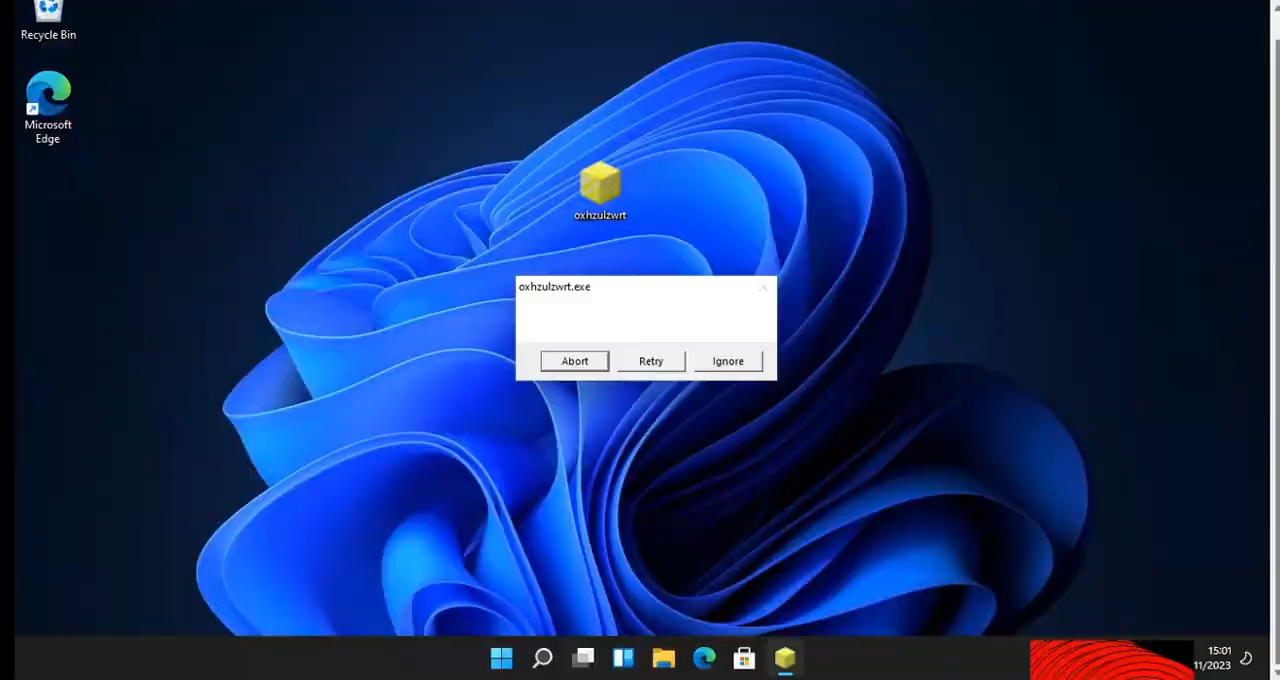 Recycle Bin
Microsoft
Edge
oxhzulzwrt
oxhzulzwrt.exe
Abort
Retry
Ignore
15:01
11/2023